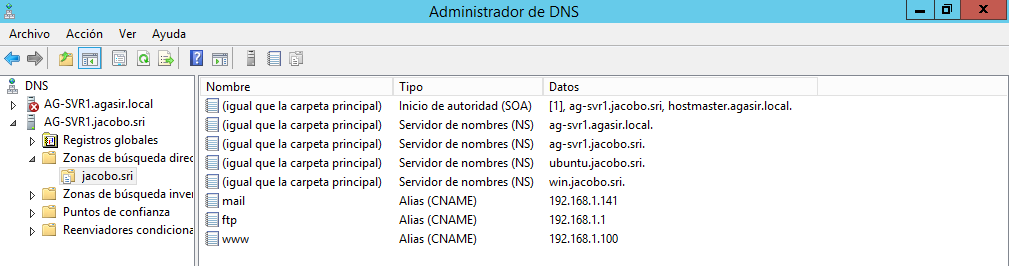 Administrador de DNS
Archivo Acción Ver Ayuda
DNS
AG-SVR1.agasir.local
AG-SVR1.jacobo.sri
Registros globales
Zonas de búsqueda direc
jacobo.sri
Zonas de búsqueda inver
Puntos de confianza
Reenviadores condiciona
Nombre Tipo Datos
(igual que la carpeta principal) Inicio de autoridad (SOA) [1], ag-svr1.jacobo.sri, hostmaster.agasir.local.
(igual que la carpeta principal) Servidor de nombres (NS) ag-svr1.agasir.local.
(igual que la carpeta principal) Servidor de nombres (NS) ag-svr1.jacobo.sri.
(igual que la carpeta principal) Servidor de nombres (NS) ubuntu.jacobo.sri.
(igual que la carpeta principal) Servidor de nombres (NS) win.jacobo.sri.
mail Alias (CNAME) 192.168.1.141
ftp Alias (CNAME) 192.168.1.1
www Alias (CNAME) 192.168.1.100